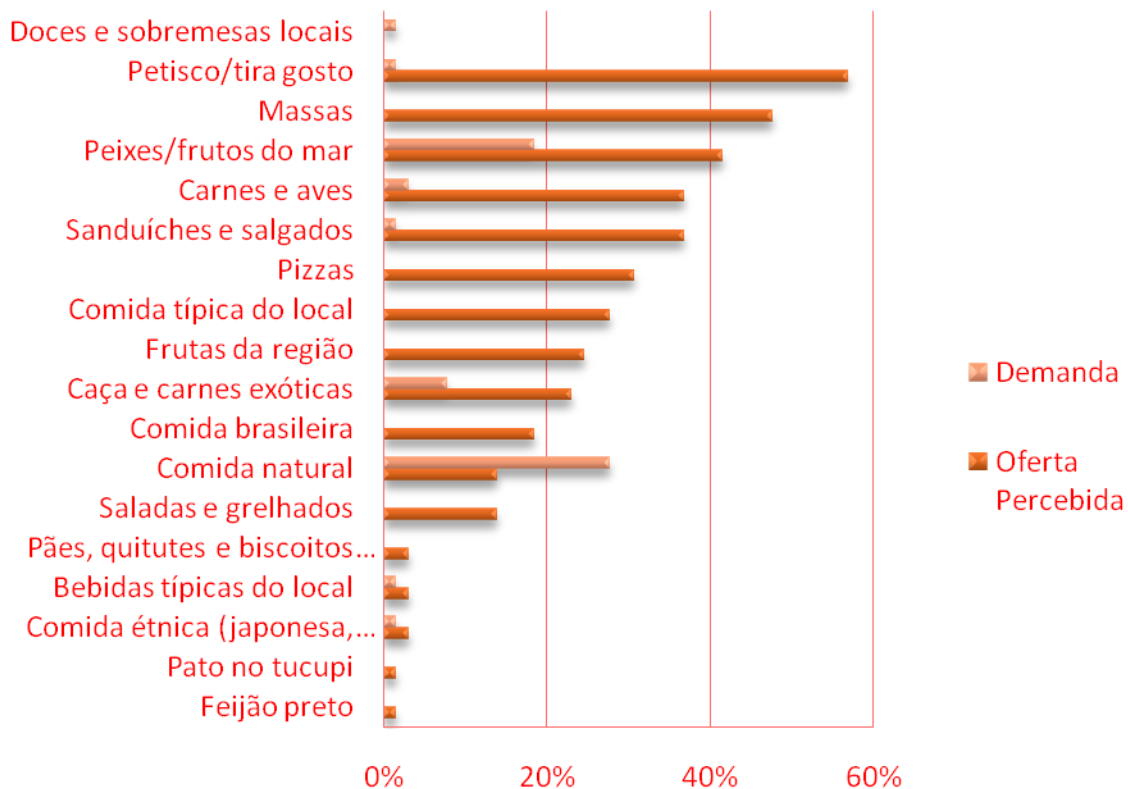 Doces e sobremesas locais
Petisco/tira gosto
Massas
Peixes/frutos do mar
Carnes e aves
Sanduíches e salgados
Pizzas
Comida típica do local
Frutas da região
Caça e carnes exóticas
Comida brasileira
Comida natural
Saladas e grelhados
Pães, quitutes e biscoitos...
Bebidas típicas do local
Comida étnica (japonesa,...
Pato no tucupi
Feijão preto
0% 20% 40% 60%
Demanda
Oferta
Percebida